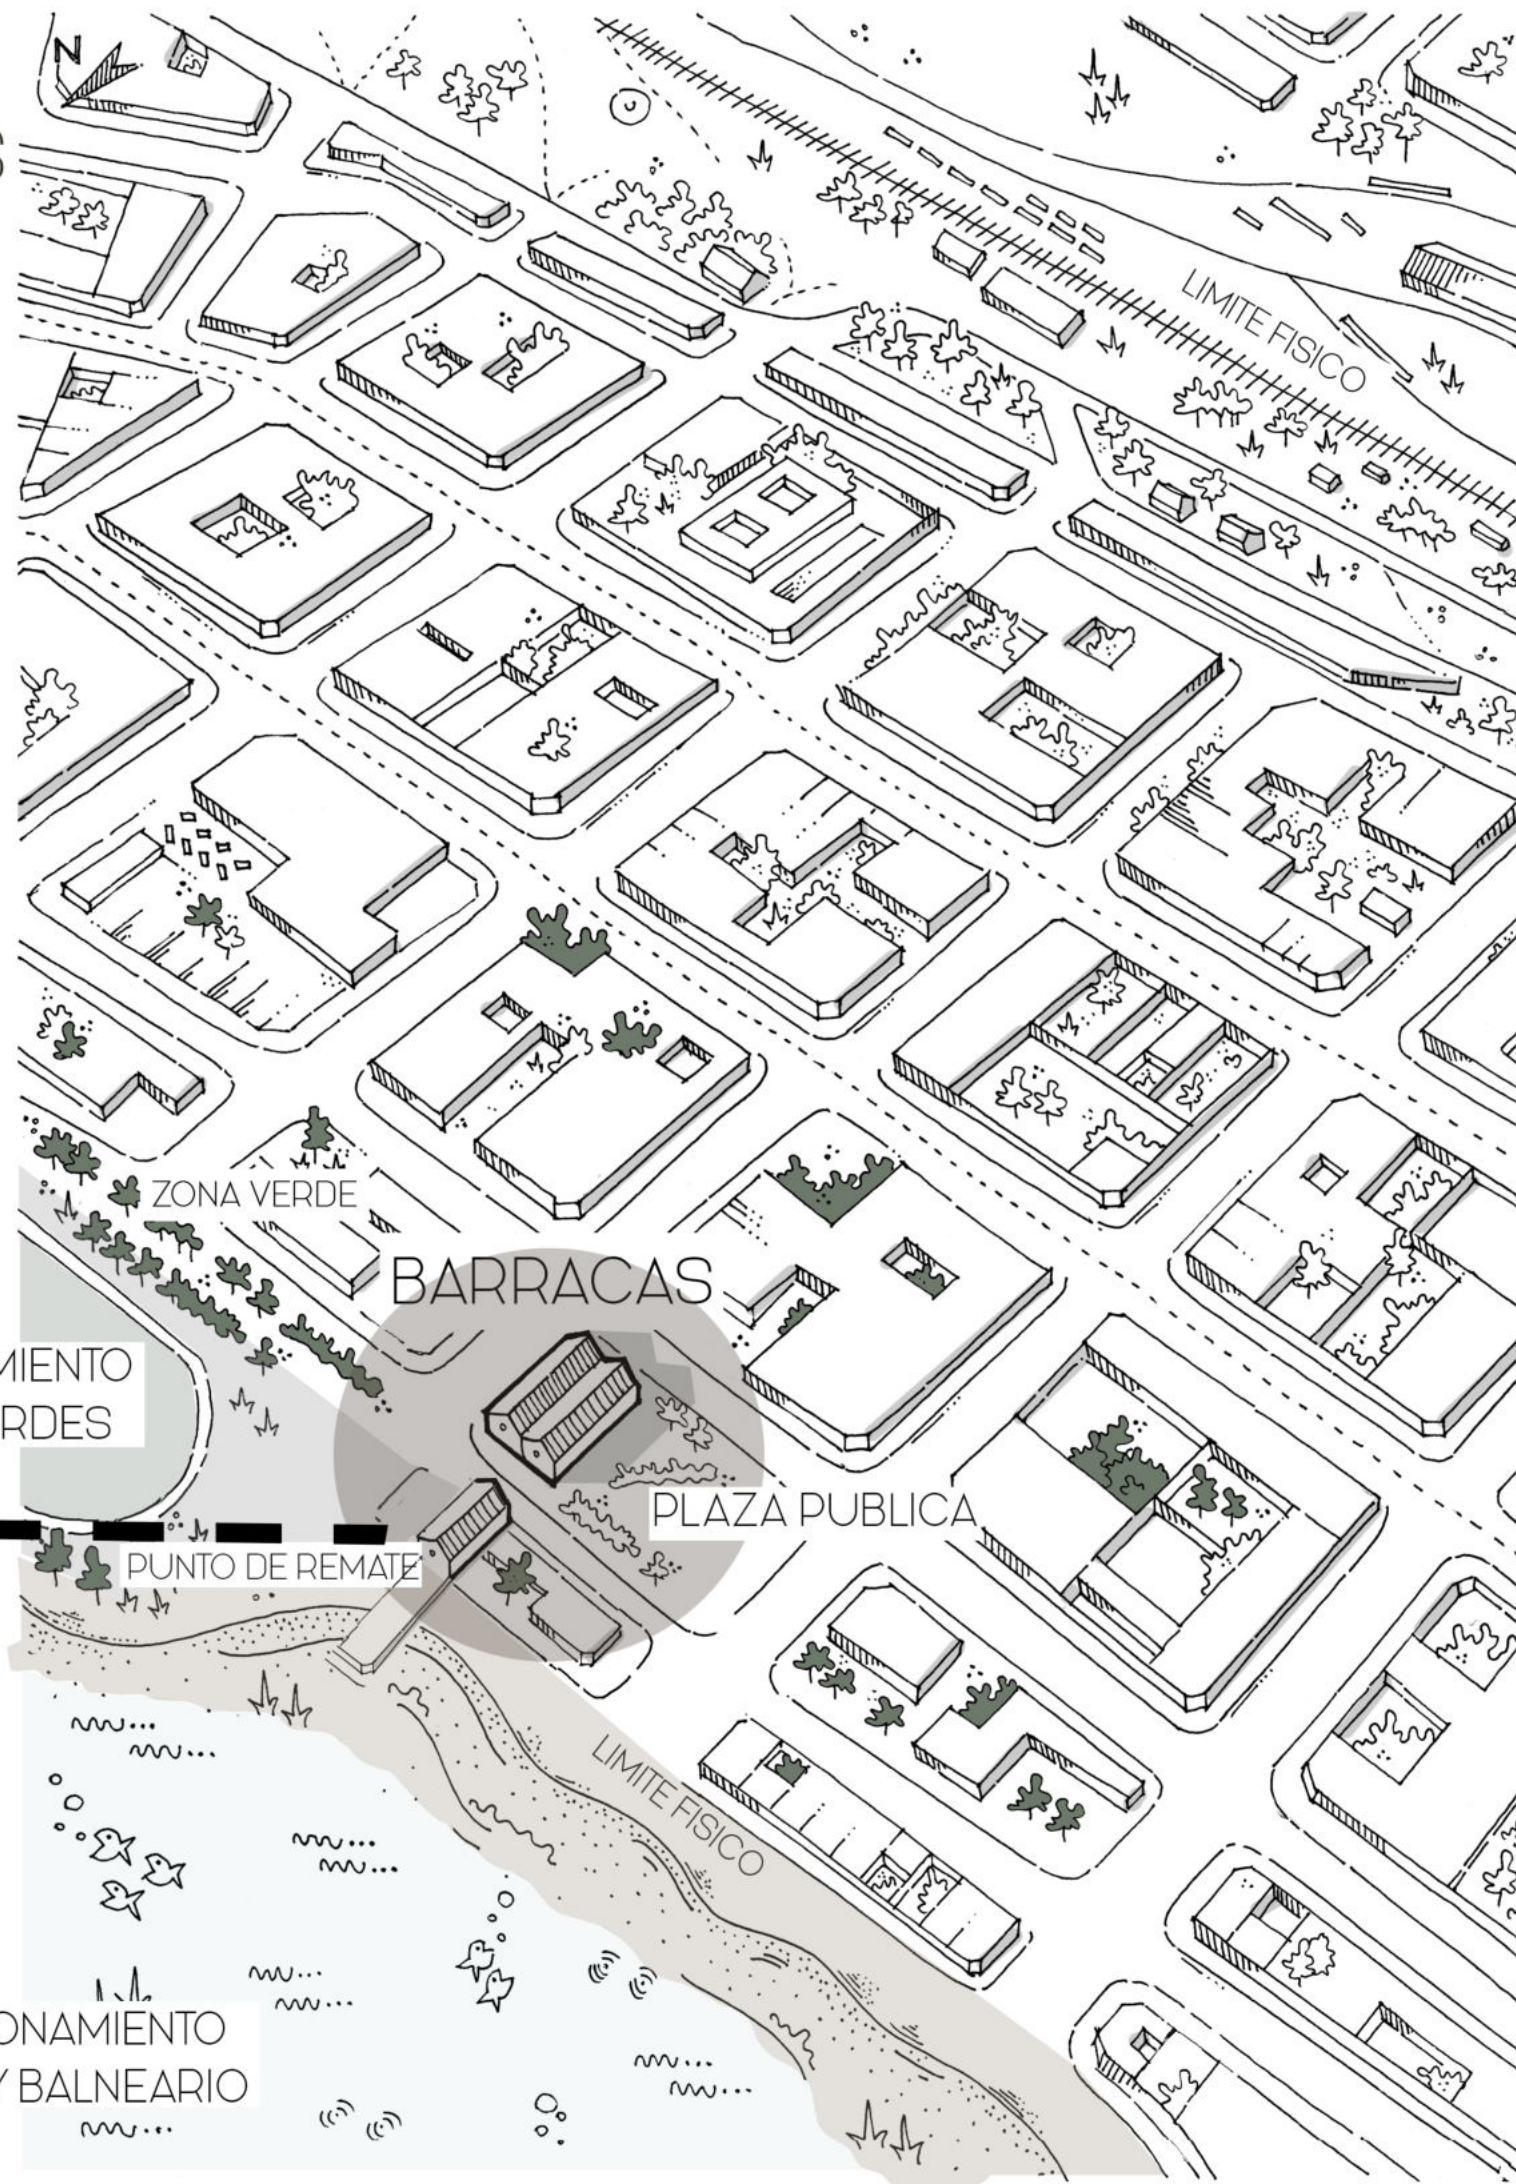 N
S
LIMITE FISICO
ZONA VERDE
BARRACAS
MIENTO
RDES
PLAZA PUBLICA
PUNTO DE REMATE
LIMITE FISICO
ONAMIENTO
Y BALNEARIO